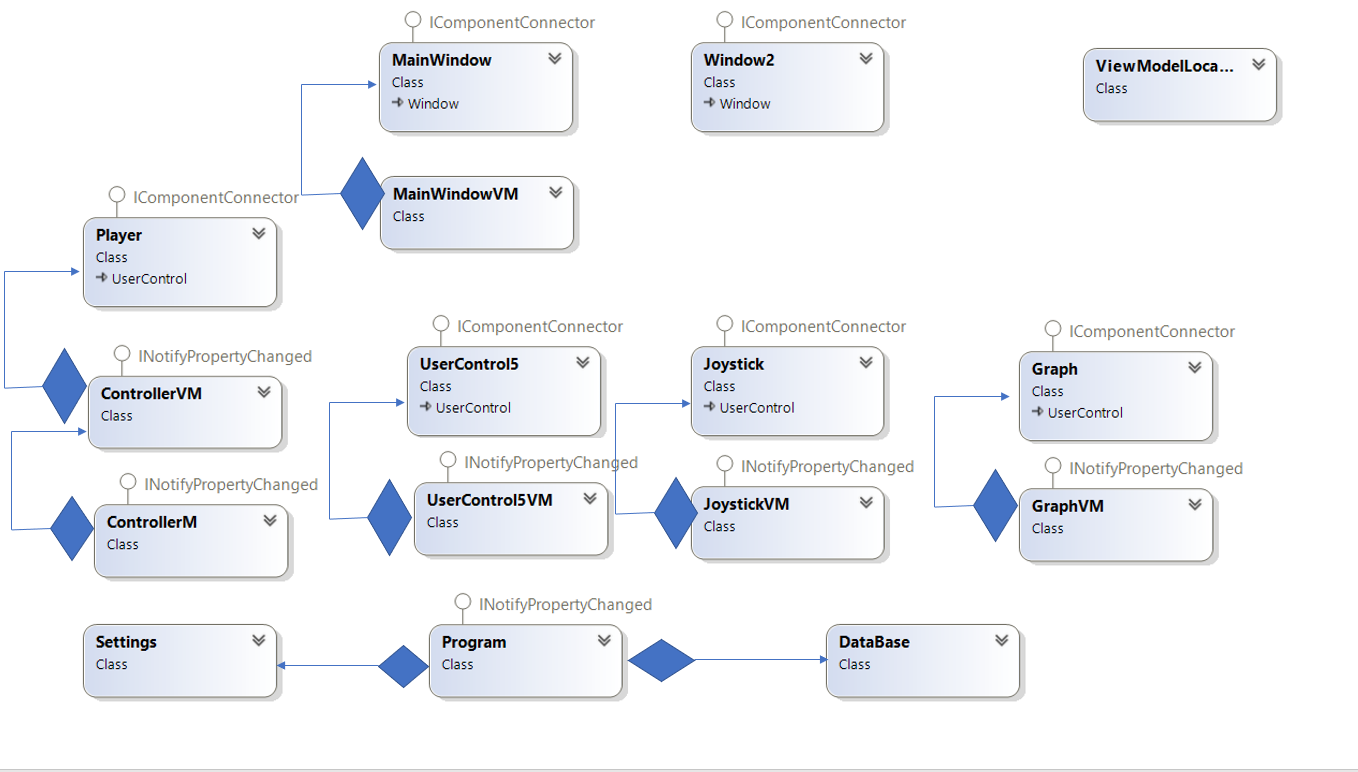 IComponentConnector
MainWindow
Class
Window
IComponentConnector
Window2
Class
Window
ViewModelLoca...
Class
MainWindowVM
Class
IComponentConnector
Player
Class
UserControl
INotifyPropertyChanged
ControllerVM
Class
INotifyPropertyChanged
ControllerM
Class
IComponentConnector
UserControl5
Class
UserControl
INotifyPropertyChanged
UserControl5VM
Class
IComponentConnector
Joystick
Class
UserControl
INotifyPropertyChanged
JoystickVM
Class
IComponentConnector
Graph
Class
UserControl
INotifyPropertyChanged
GraphVM
Class
Settings
Class
INotifyPropertyChanged
Program
Class
DataBase
Class